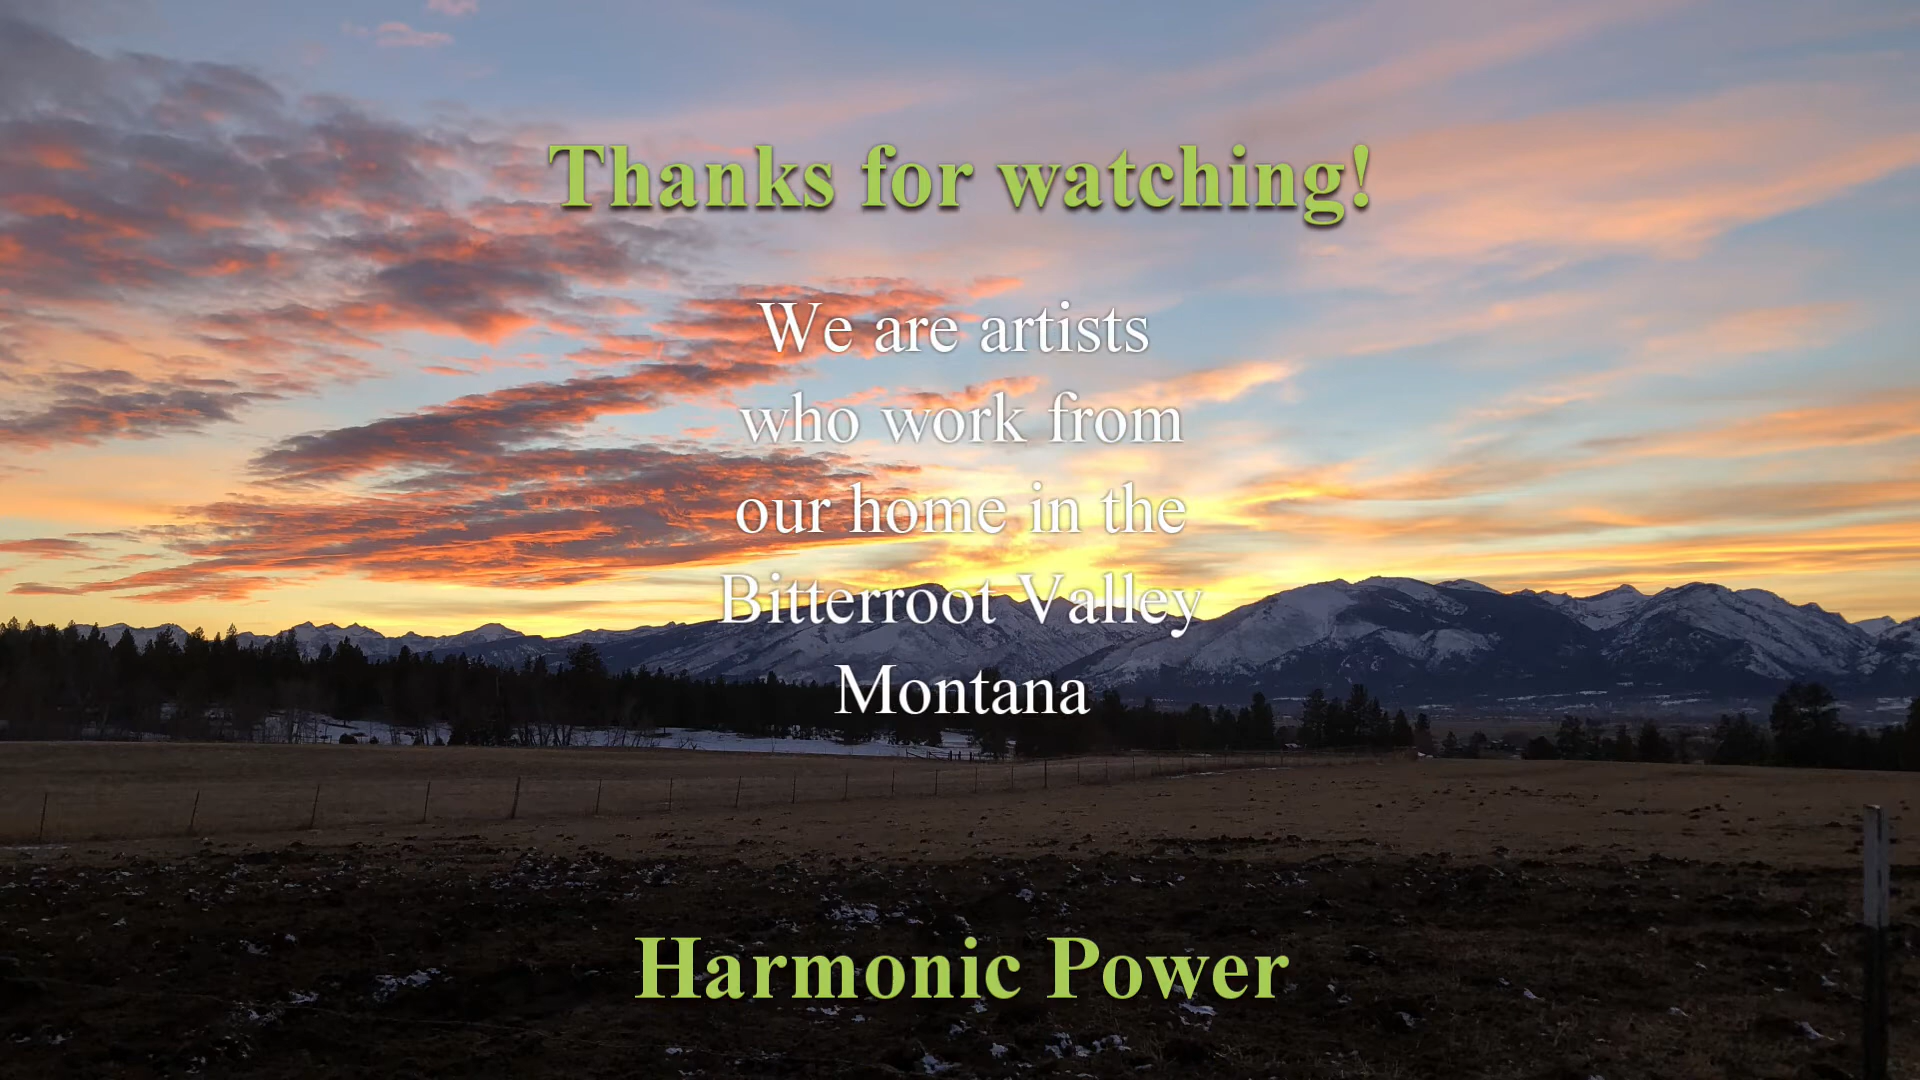 Thanks for watching!
We are artists
who work from
our home in the
Bitterroot Valley
Montana
Harmonic Power